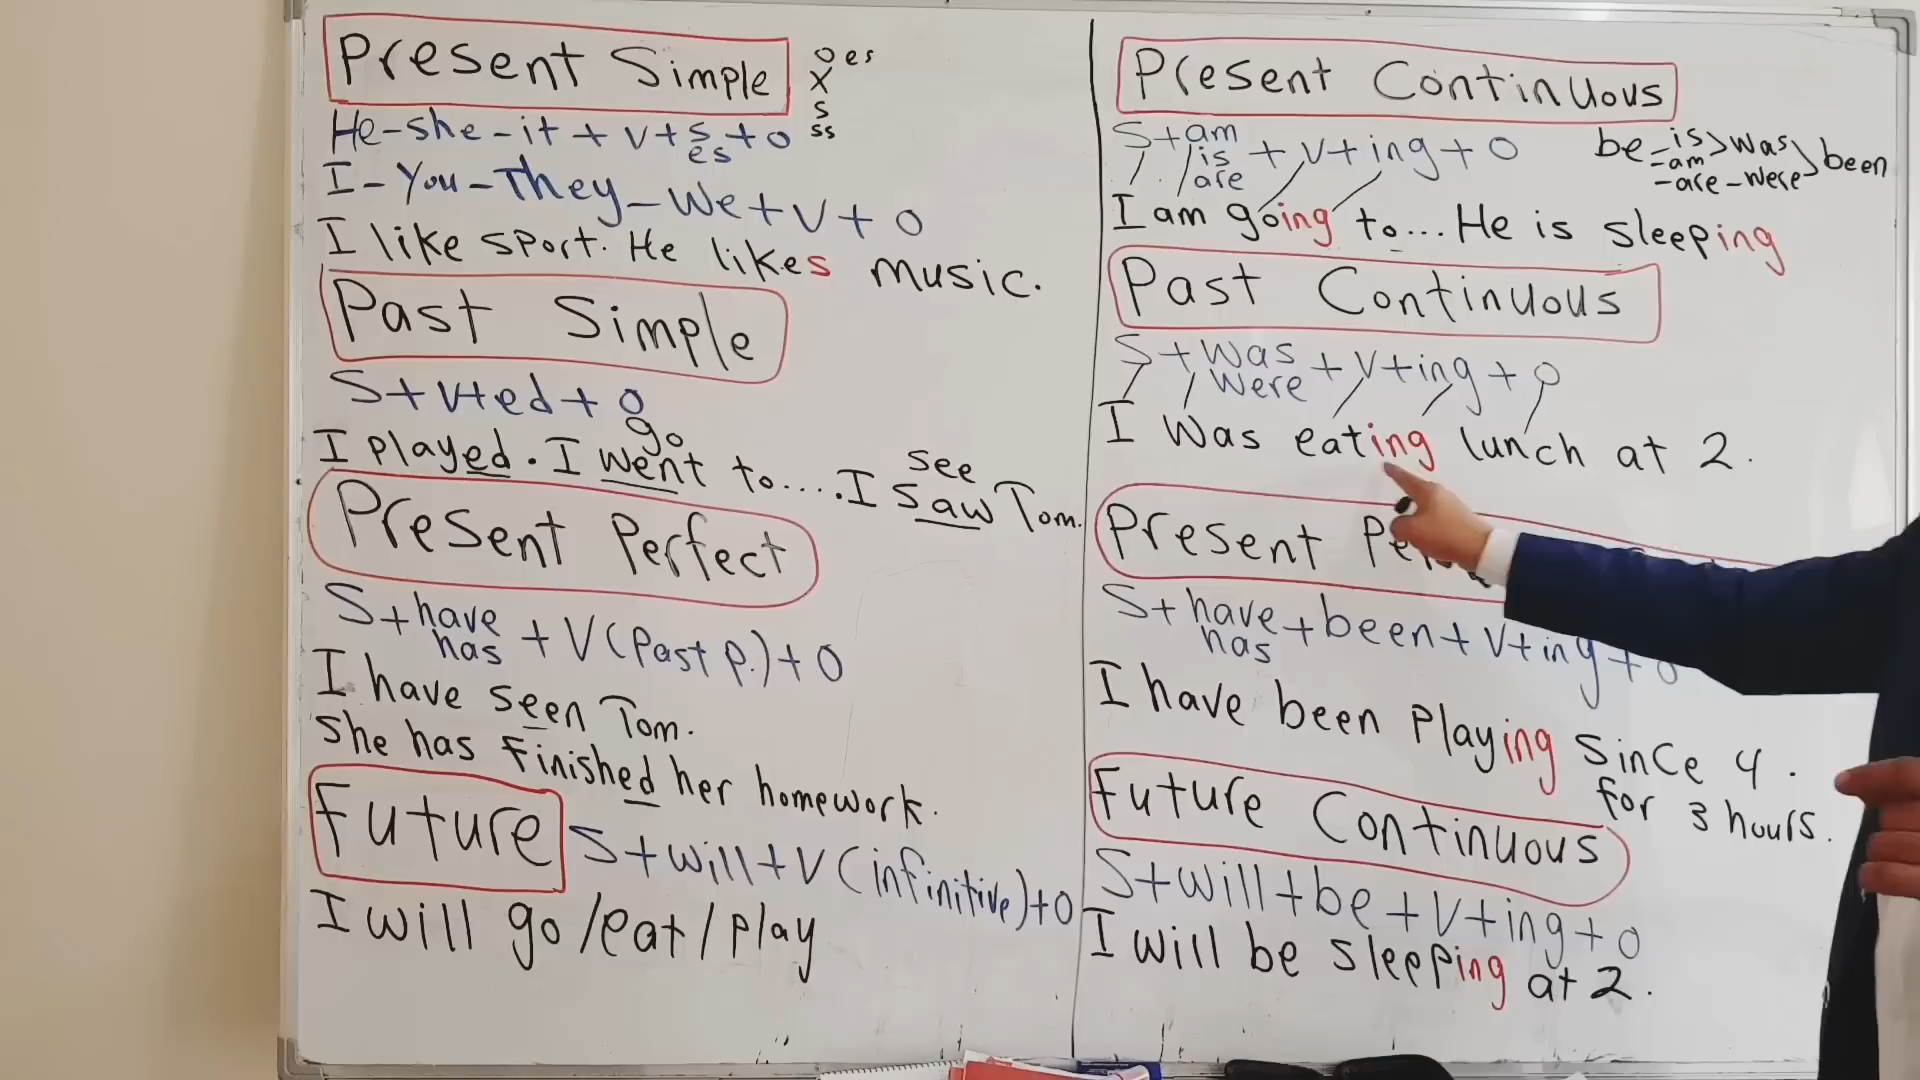 Present Simple
o es
x
s
ss
He-she-it + v + s + o
es
I-You-They-We+v+o
I like sport. He likes music.
Past Simple
S+v+ed+o
go
see
I played. I went to.....I saw Tom.
Present Perfect
S+have + V(Past p.)+o
has
I have seen Tom.
she has finished her homework.
Future
S+will+v(infinitive)+o
I will go/eat/play
Present Continuous
S+am + v+ing+o
is
are
be -is>was>been
-am
-are-were
I am going to... He is sleeping
Past Continuous
S+was + v+ing+o
were
I was eating lunch at 2.
Present
S+have+been+v+ing+o
has
I have been playing since 4.
for 3 hours.
Future Continuous
S+will+be+v+ing+o
I will be sleeping at 2.